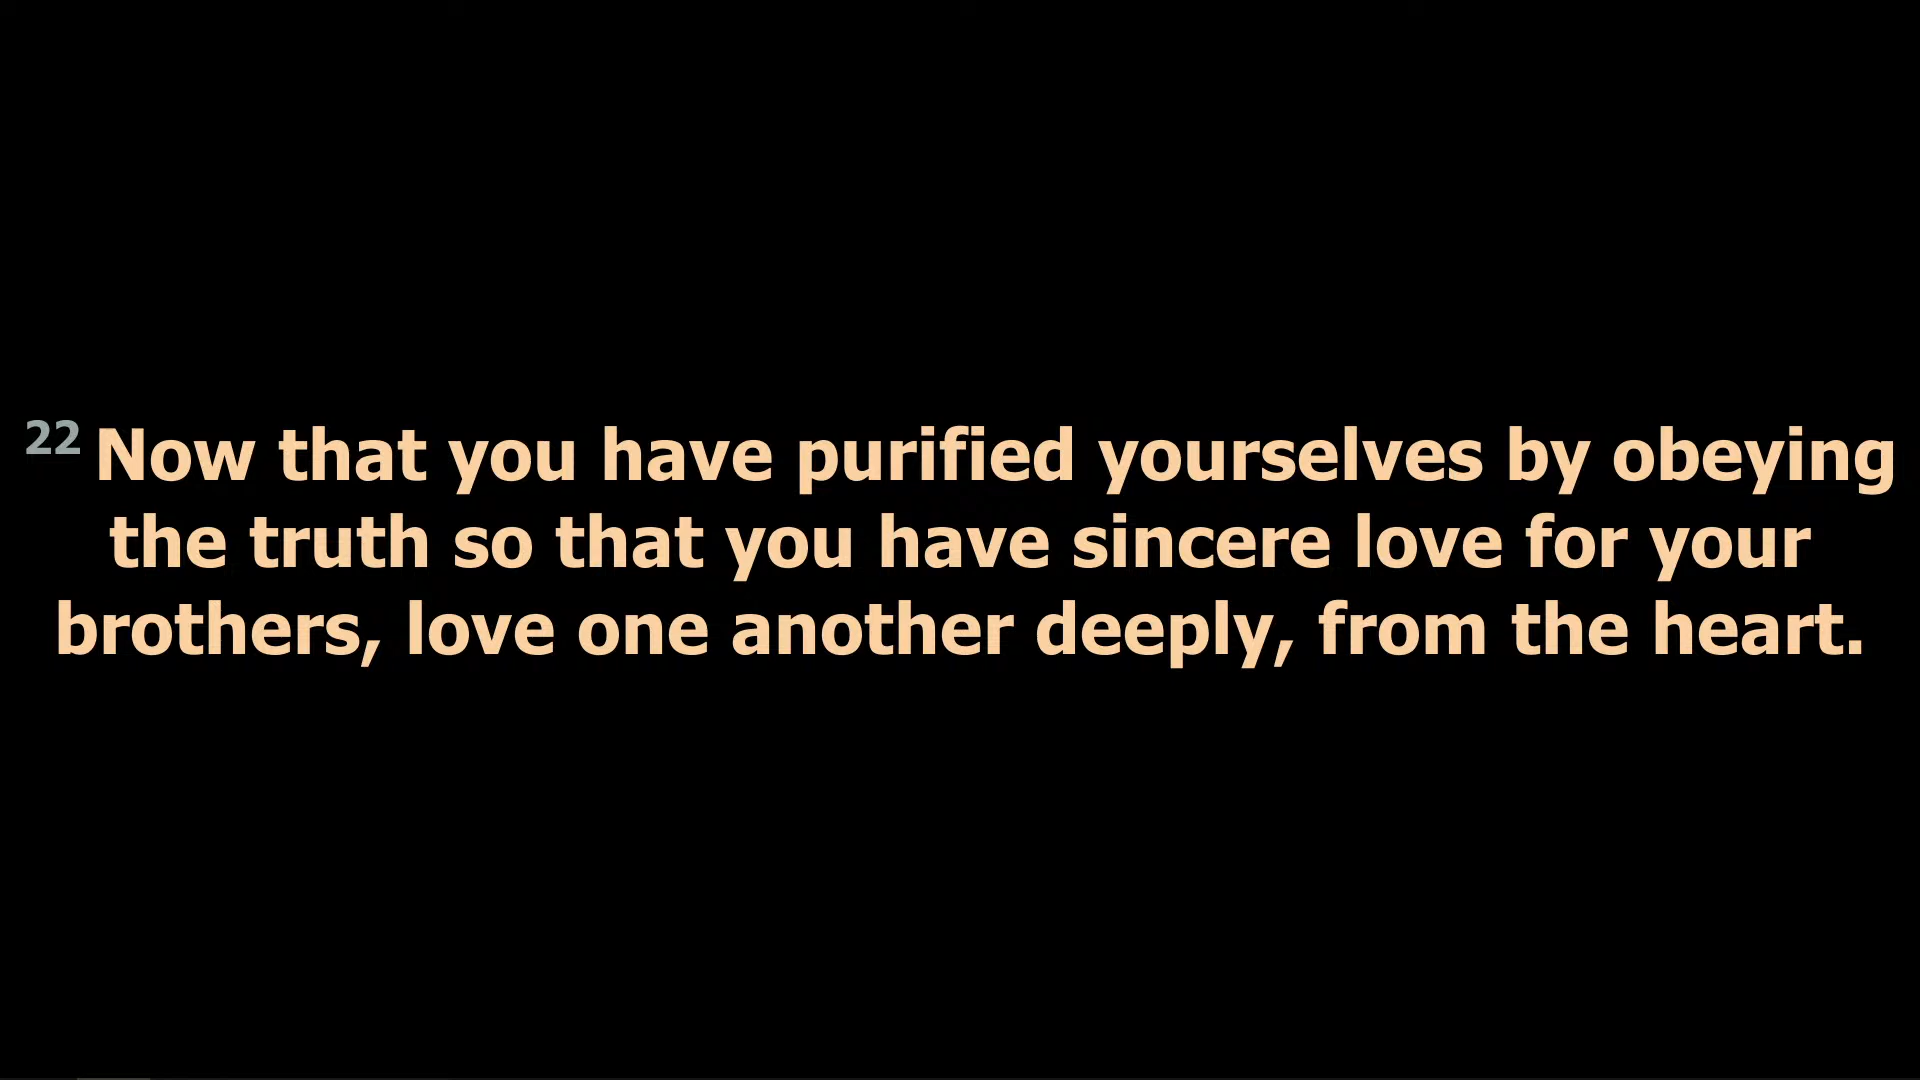 22 Now that you have purified yourselves by obeying
the truth so that you have sincere love for your
brothers, love one another deeply, from the heart.